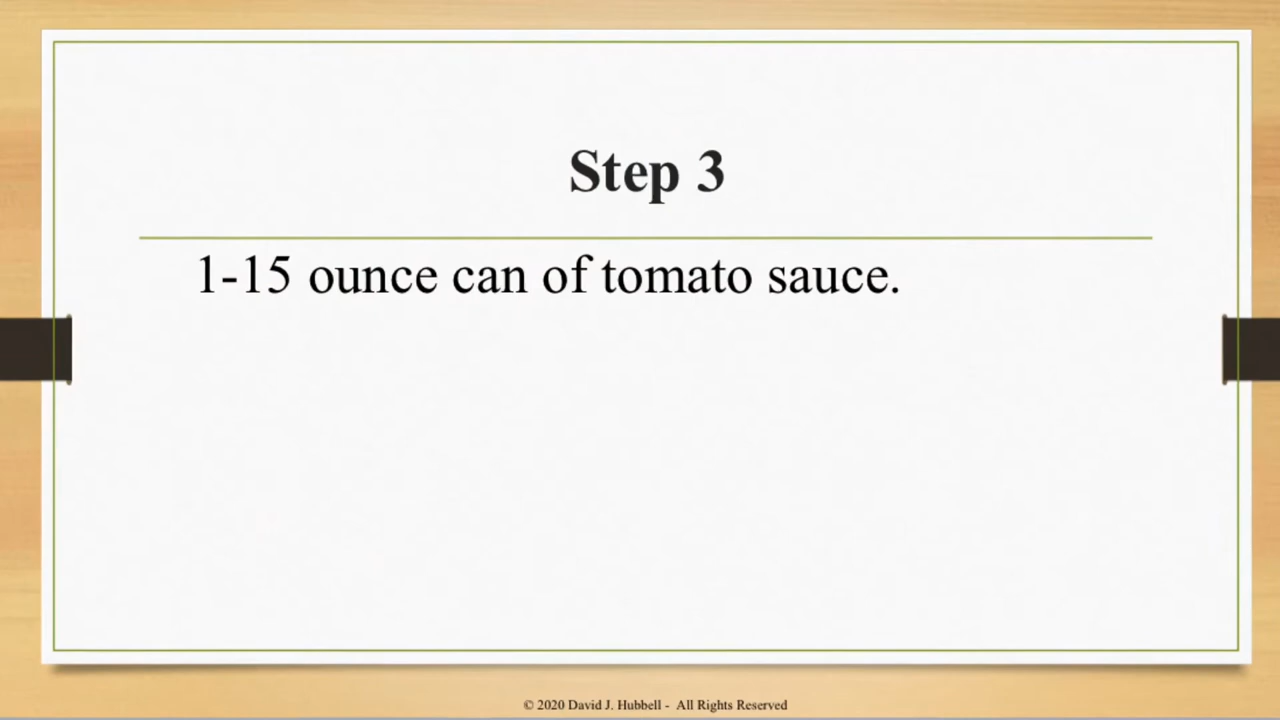 Step 3
1-15 ounce can of tomato sauce.
© 2020 David J. Hubbell - All Rights Reserved